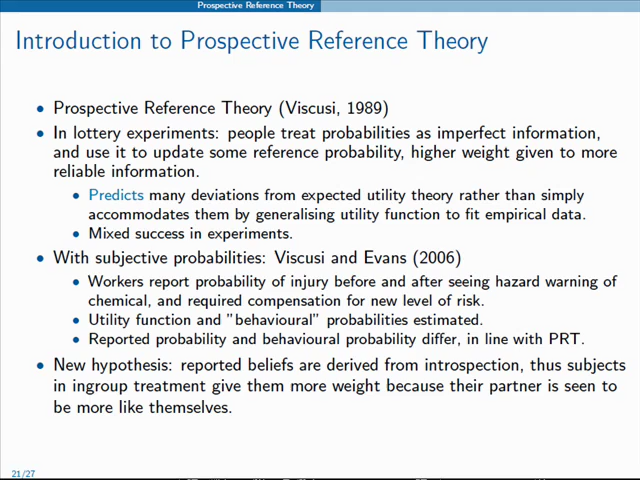 Prospective Reference Theory
Introduction to Prospective Reference Theory
• Prospective Reference Theory (Viscusi, 1989)
• In lottery experiments: people treat probabilities as imperfect information,
and use it to update some reference probability, higher weight given to more
reliable information.
• Predicts many deviations from expected utility theory rather than simply
accommodates them by generalising utility function to fit empirical data.
• Mixed success in experiments.
• With subjective probabilities: Viscusi and Evans (2006)
• Workers report probability of injury before and after seeing hazard warning of
chemical, and required compensation for new level of risk.
• Utility function and "behavioural" probabilities estimated.
• Reported probability and behavioural probability differ, in line with PRT.
• New hypothesis: reported beliefs are derived from introspection, thus subjects
in ingroup treatment give them more weight because their partner is seen to
be more like themselves.
21/27